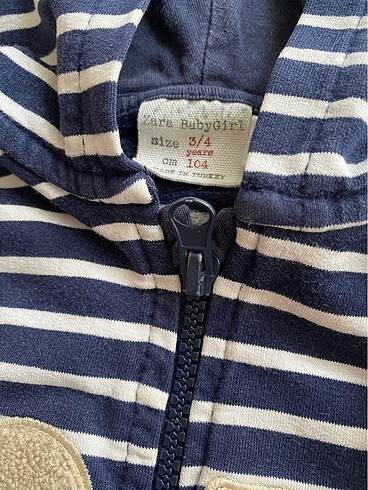 Zara BabyGirl
size 3/4
years
cm 104
MADE IN TURKEY